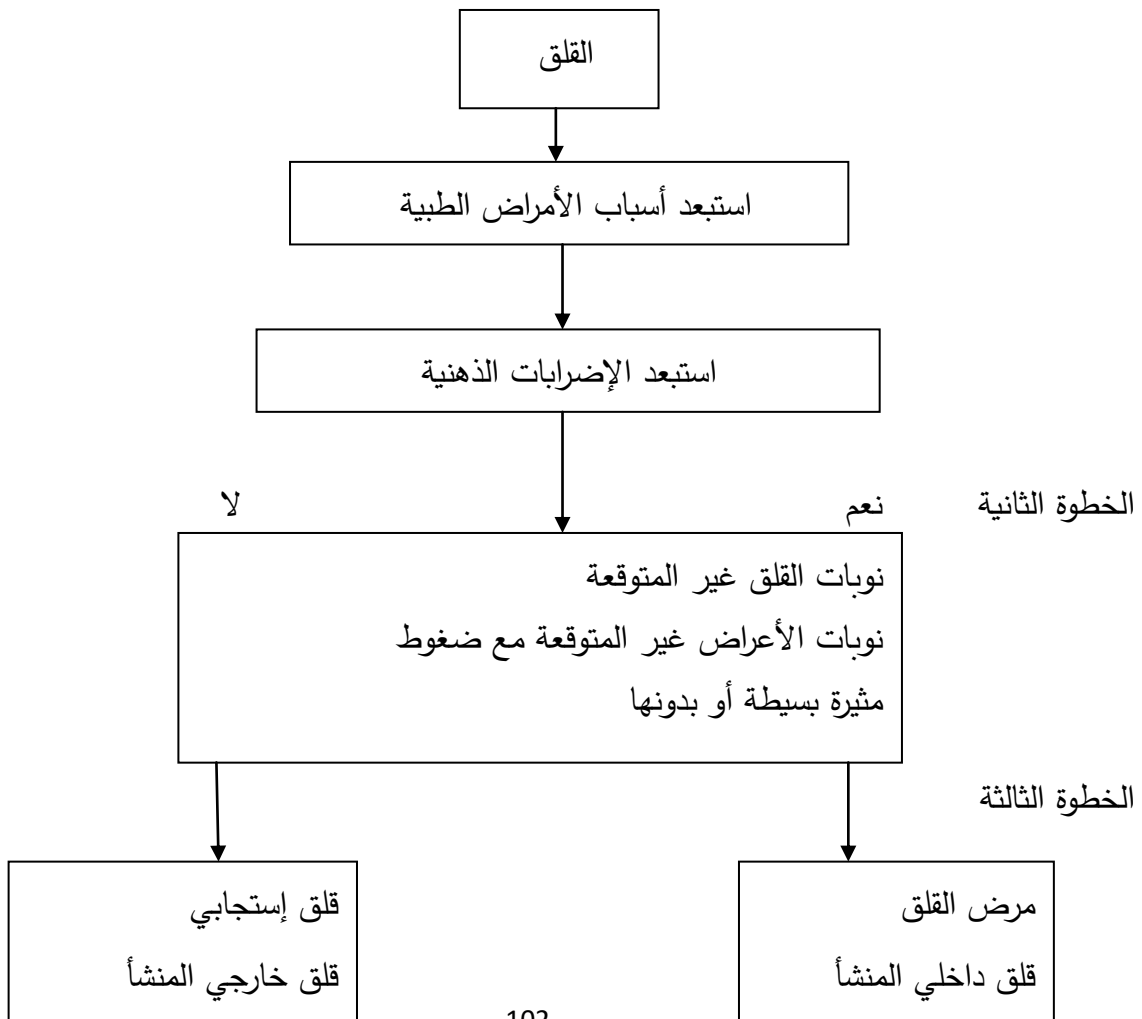 القلق
استبعد أسباب الأمراض الطبية
استبعد الإضرابات الذهنية
الخطوة الثانية
نعم
لا
نوبات القلق غير المتوقعة
نوبات الأعراض غير المتوقعة مع ضغوط
مثيرة بسيطة أو بدونها
الخطوة الثالثة
مرض القلق
قلق داخلي المنشأ
قلق إستجابي
قلق خارجي المنشأ